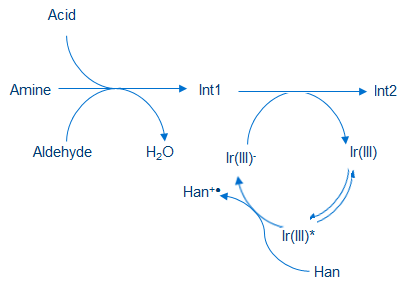 Acid
Amine
Int1
Int2
Aldehyde
H₂O
Ir(III)-
Ir(III)
Han⁺•
Ir(III)*
Han